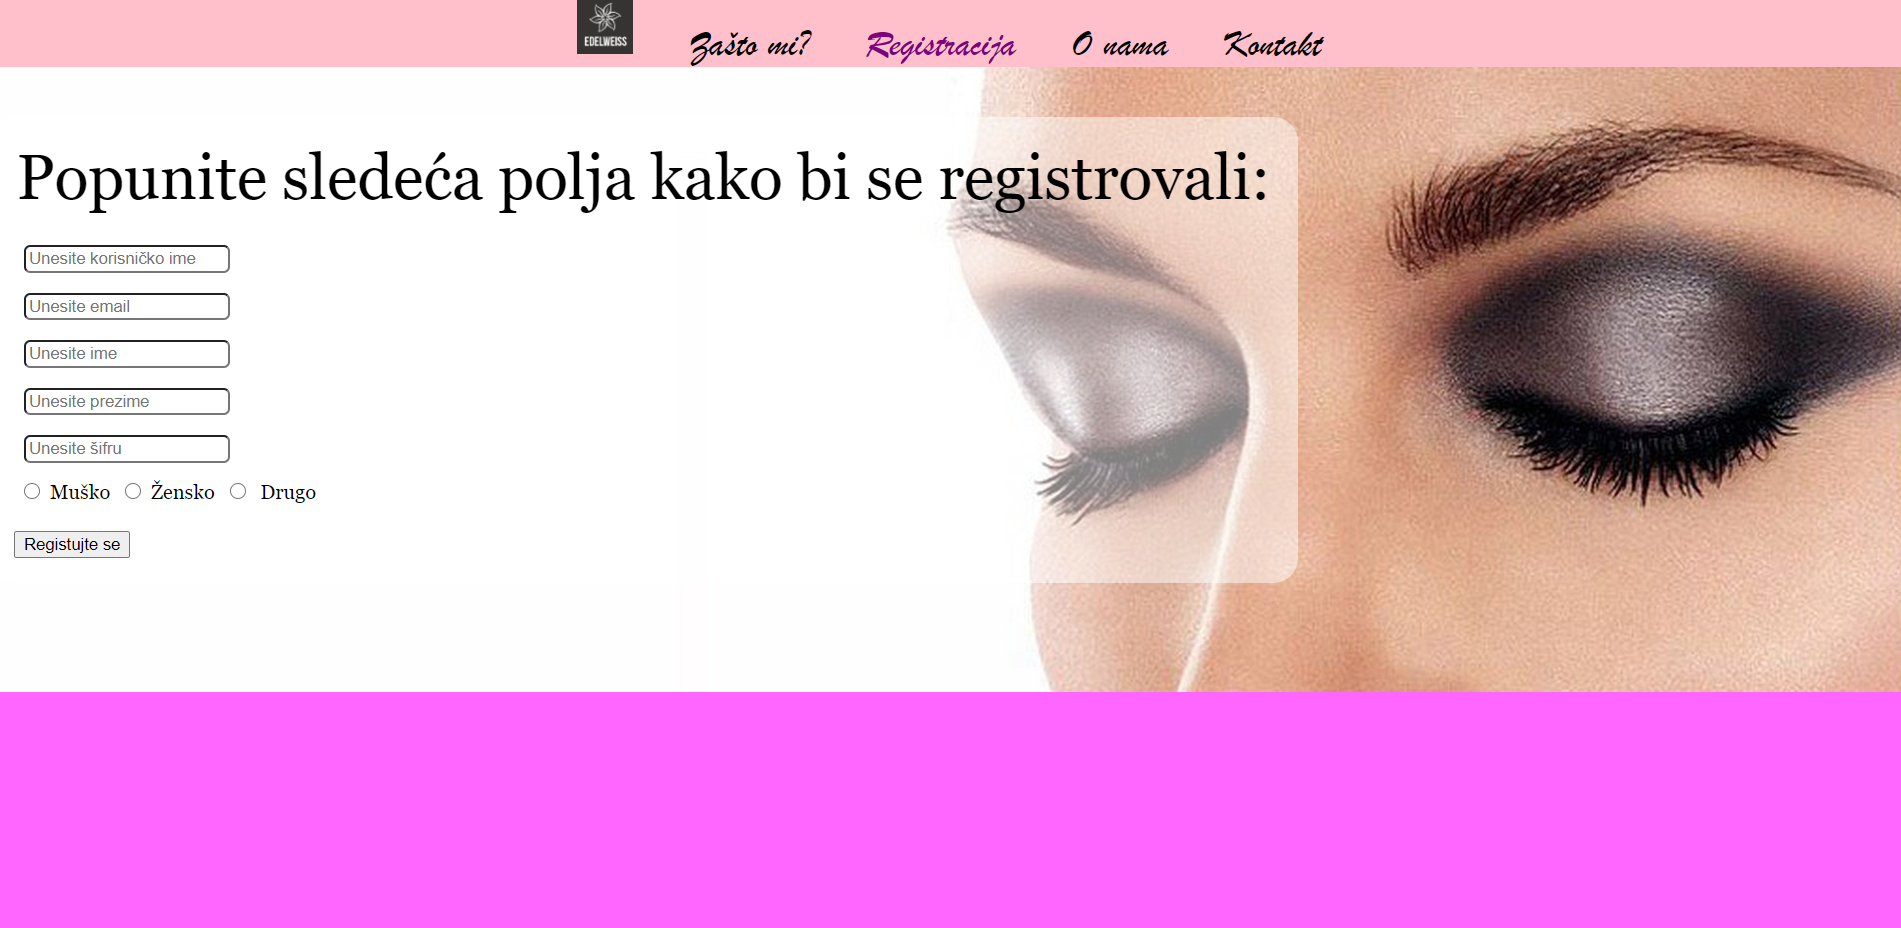 EDELWEISS
Zašto mi? Registracija O nama Kontakt
Popunite sledeća polja kako bi se registrovali:
Unesite korisničko ime
Unesite email
Unesite ime
Unesite prezime
Unesite šifru
Muško Žensko Drugo
Registujte se